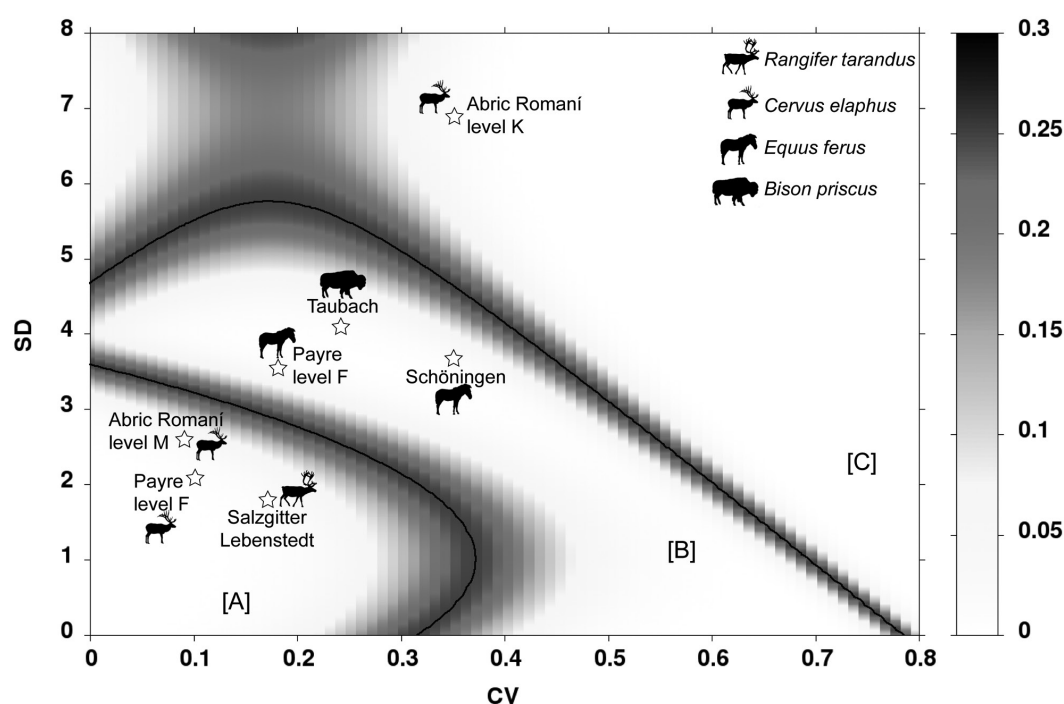 8
7
6
5
4
3
2
1
0
SD
0
0.1
0.2
0.3
0.4
0.5
0.6
0.7
0.8
CV
Abric Romaní
level K
Rangifer tarandus
Cervus elaphus
Equus ferus
Bison priscus
Taubach
Payre
level F
Schöningen
Abric Romaní
level M
Payre
level F
Salzgitter
Lebenstedt
[A]
[B]
[C]
0.3
0.25
0.2
0.15
0.1
0.05
0